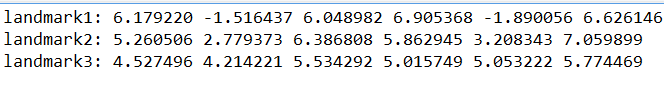 landmark1: 6.179220 -1.516437 6.048982 6.905368 -1.890056 6.626146
landmark2: 5.260506 2.779373 6.386808 5.862945 3.208343 7.059899
landmark3: 4.527496 4.214221 5.534292 5.015749 5.053222 5.774469